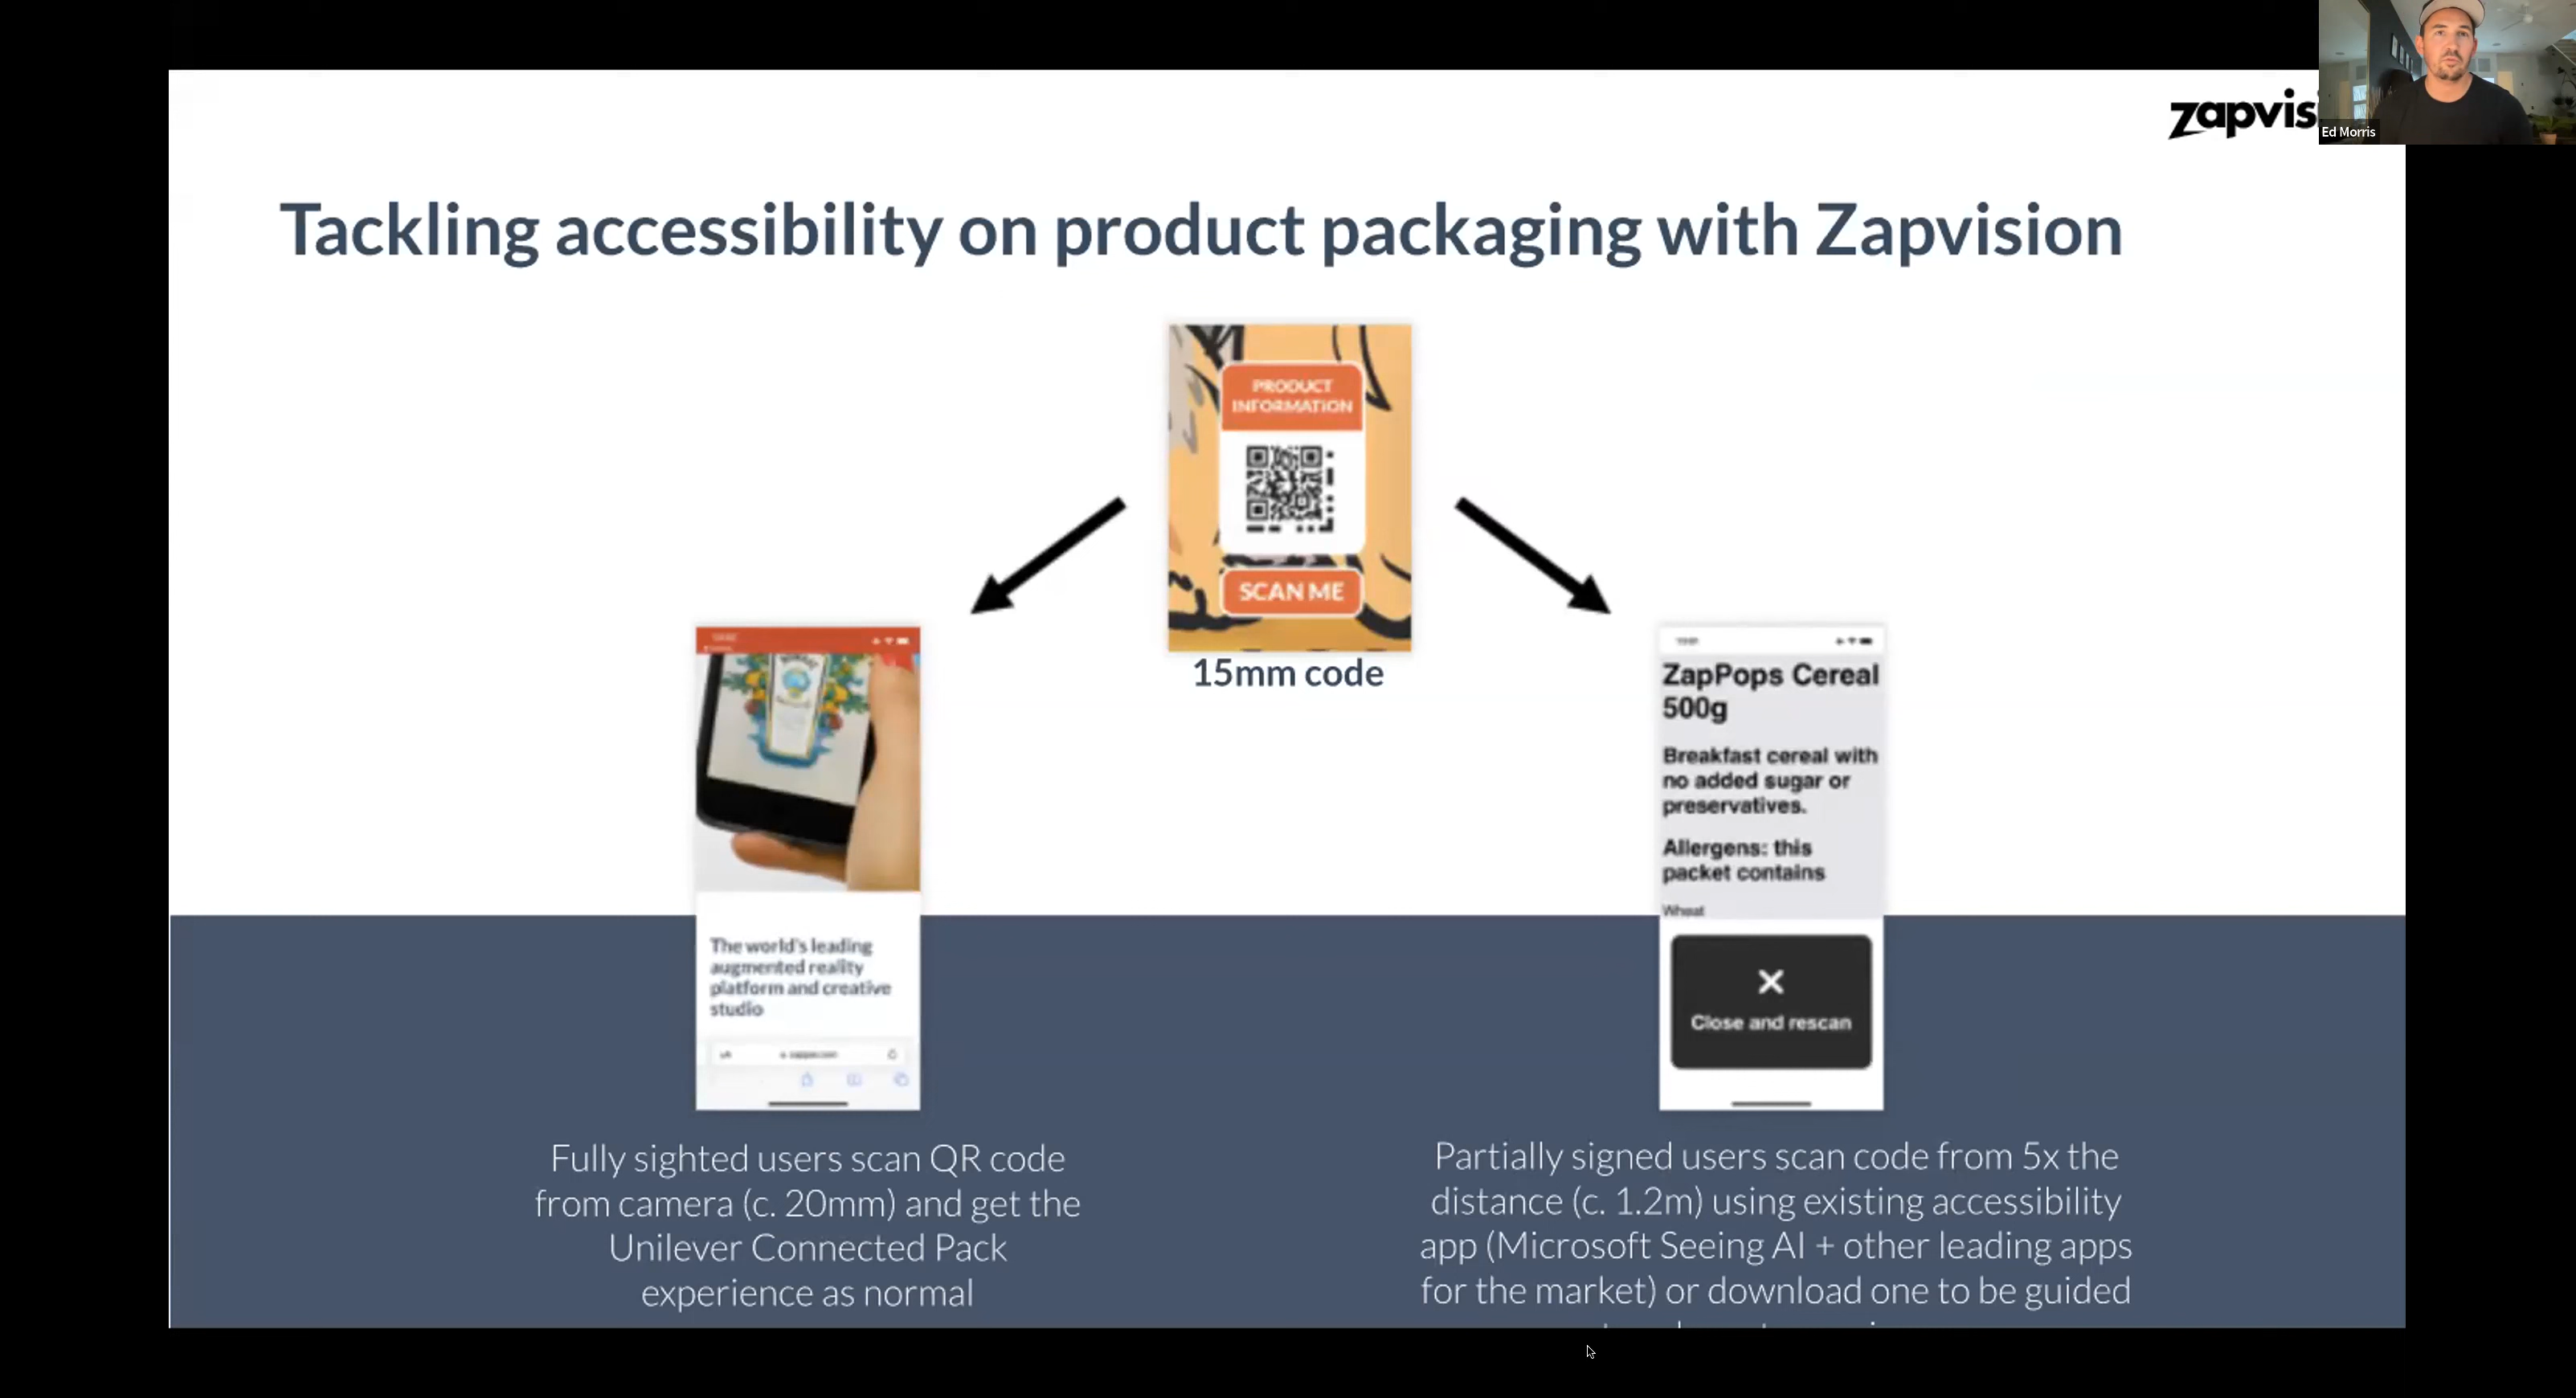 zapvis
Ed Morris
Tackling accessibility on product packaging with Zapvision
PRODUCT
INFORMATION
SCAN ME
15mm code
The world's leading
augmented reality
platform and creative
studio
ZapPops Cereal
500g
Breakfast cereal with
no added sugar or
preservatives.
Allergens: this
packet contains
Wheat
Close and rescan
Fully sighted users scan QR code
from camera (c. 20mm) and get the
Unilever Connected Pack
experience as normal
Partially signed users scan code from 5x the
distance (c. 1.2m) using existing accessibility
app (Microsoft Seeing AI + other leading apps
for the market) or download one to be guided